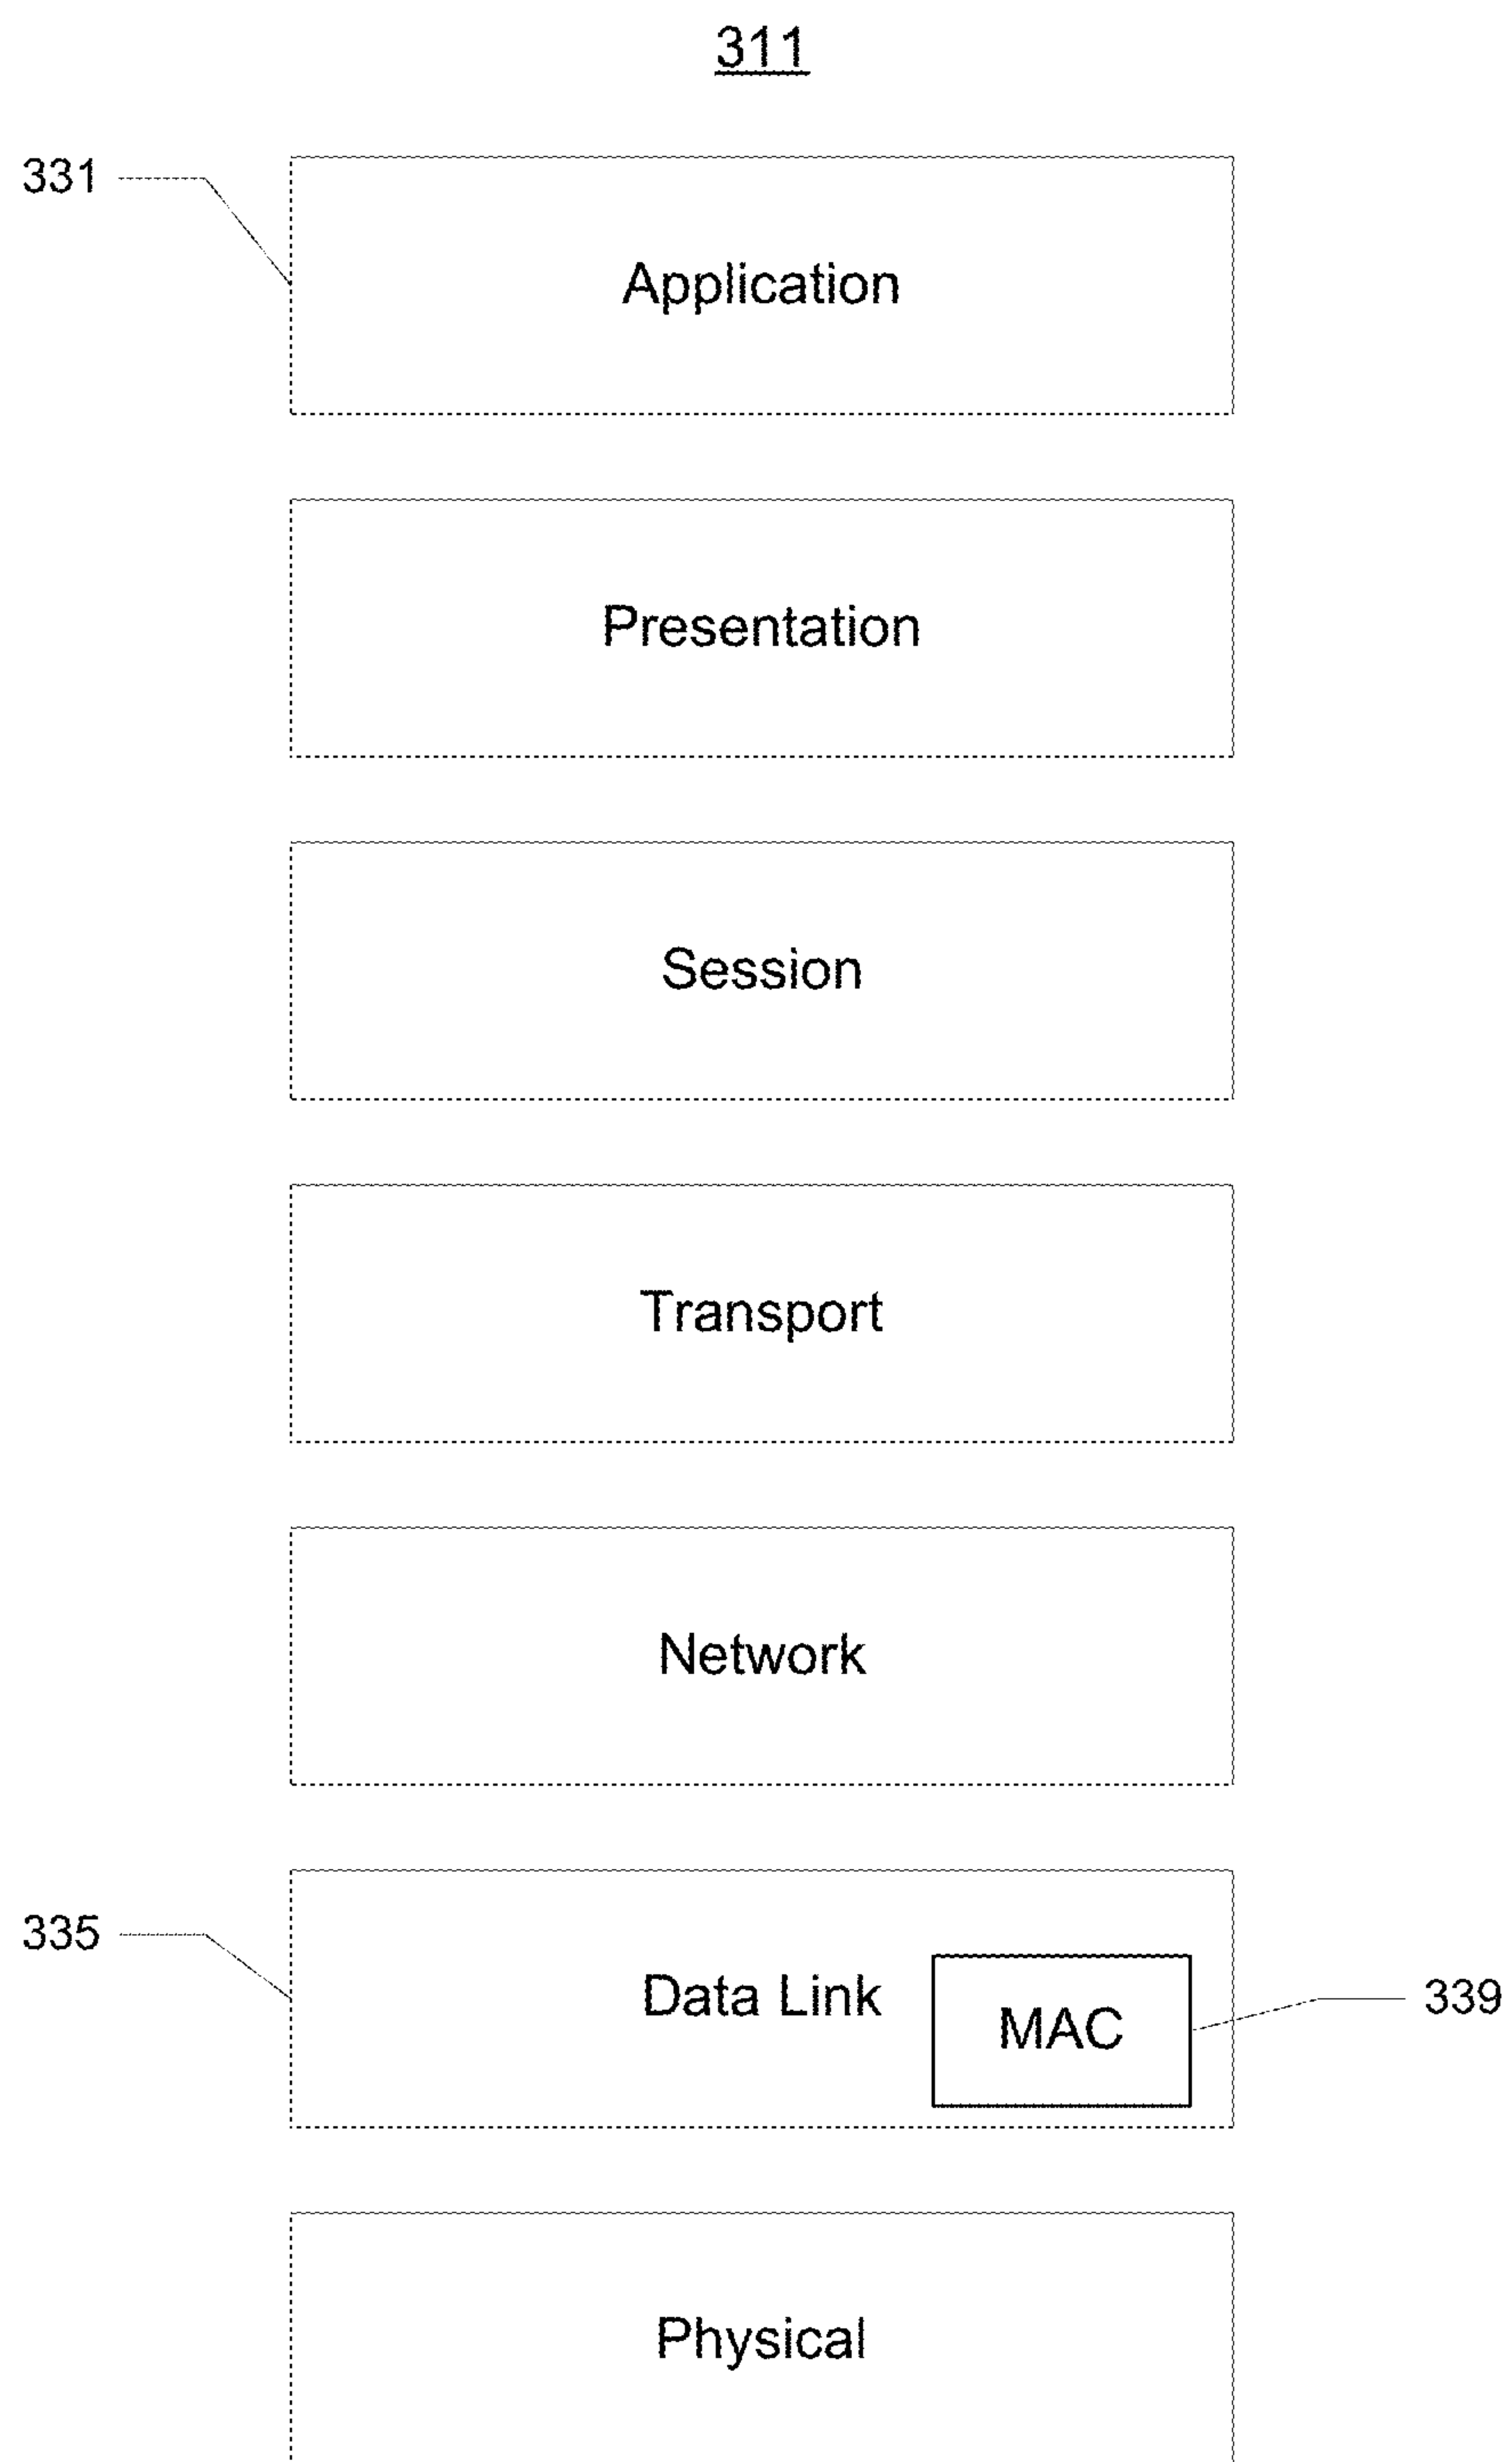 311
331
Application
Presentation
Session
Transport
Network
335
Data Link
MAC
339
Physical